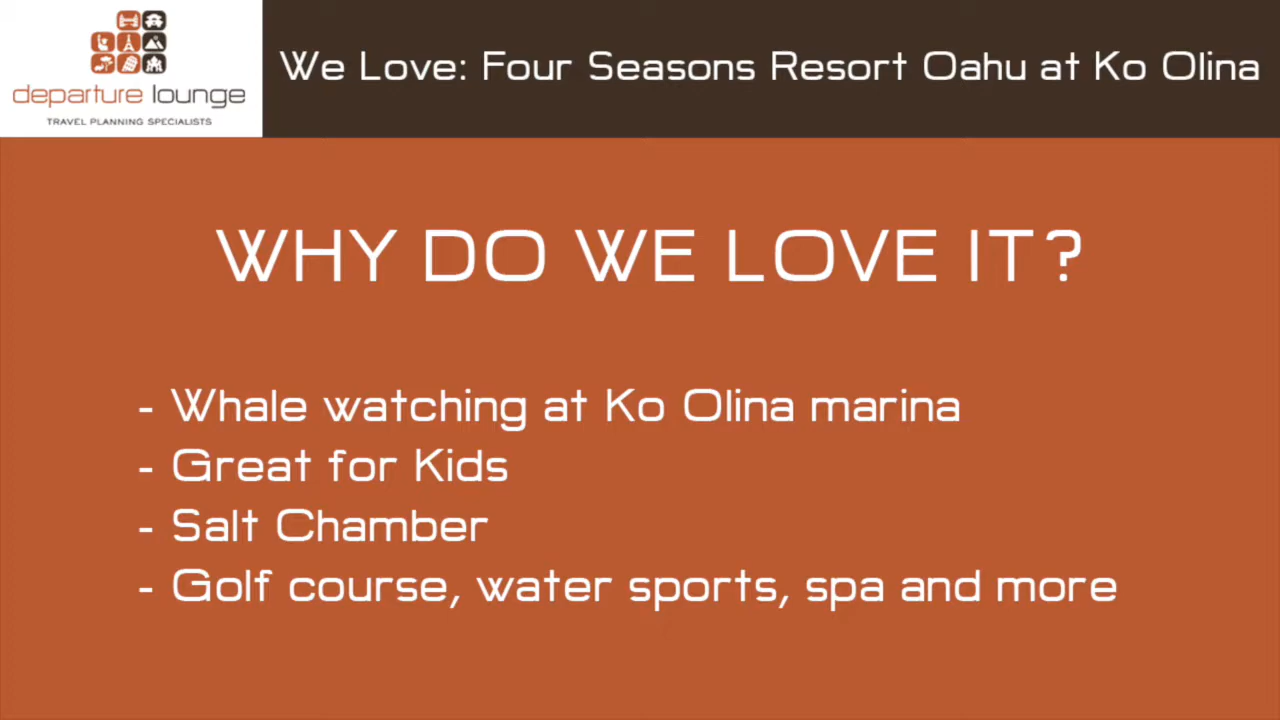 departure lounge
TRAVEL PLANNING SPECIALISTS
We Love: Four Seasons Resort Oahu at Ko Olina
WHY DO WE LOVE IT?
- Whale watching at Ko Olina marina
- Great for Kids
- Salt Chamber
- Golf course, water sports, spa and more